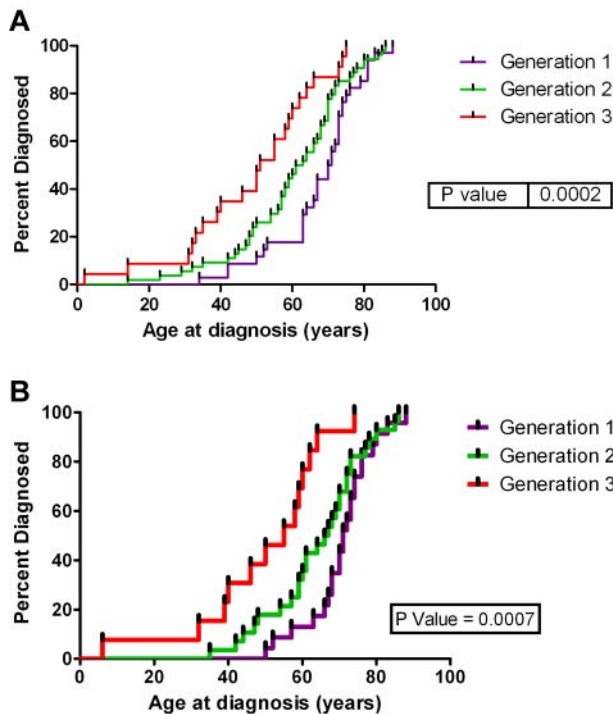 A
100
80
60
40
20
0
Percent Diagnosed
0 20 40 60 80 100
Age at diagnosis (years)
Generation 1
Generation 2
Generation 3
P value 0.0002
B
100
80
60
40
20
0
Percent Diagnosed
0 20 40 60 80 100
Age at diagnosis (years)
Generation 1
Generation 2
Generation 3
P Value = 0.0007